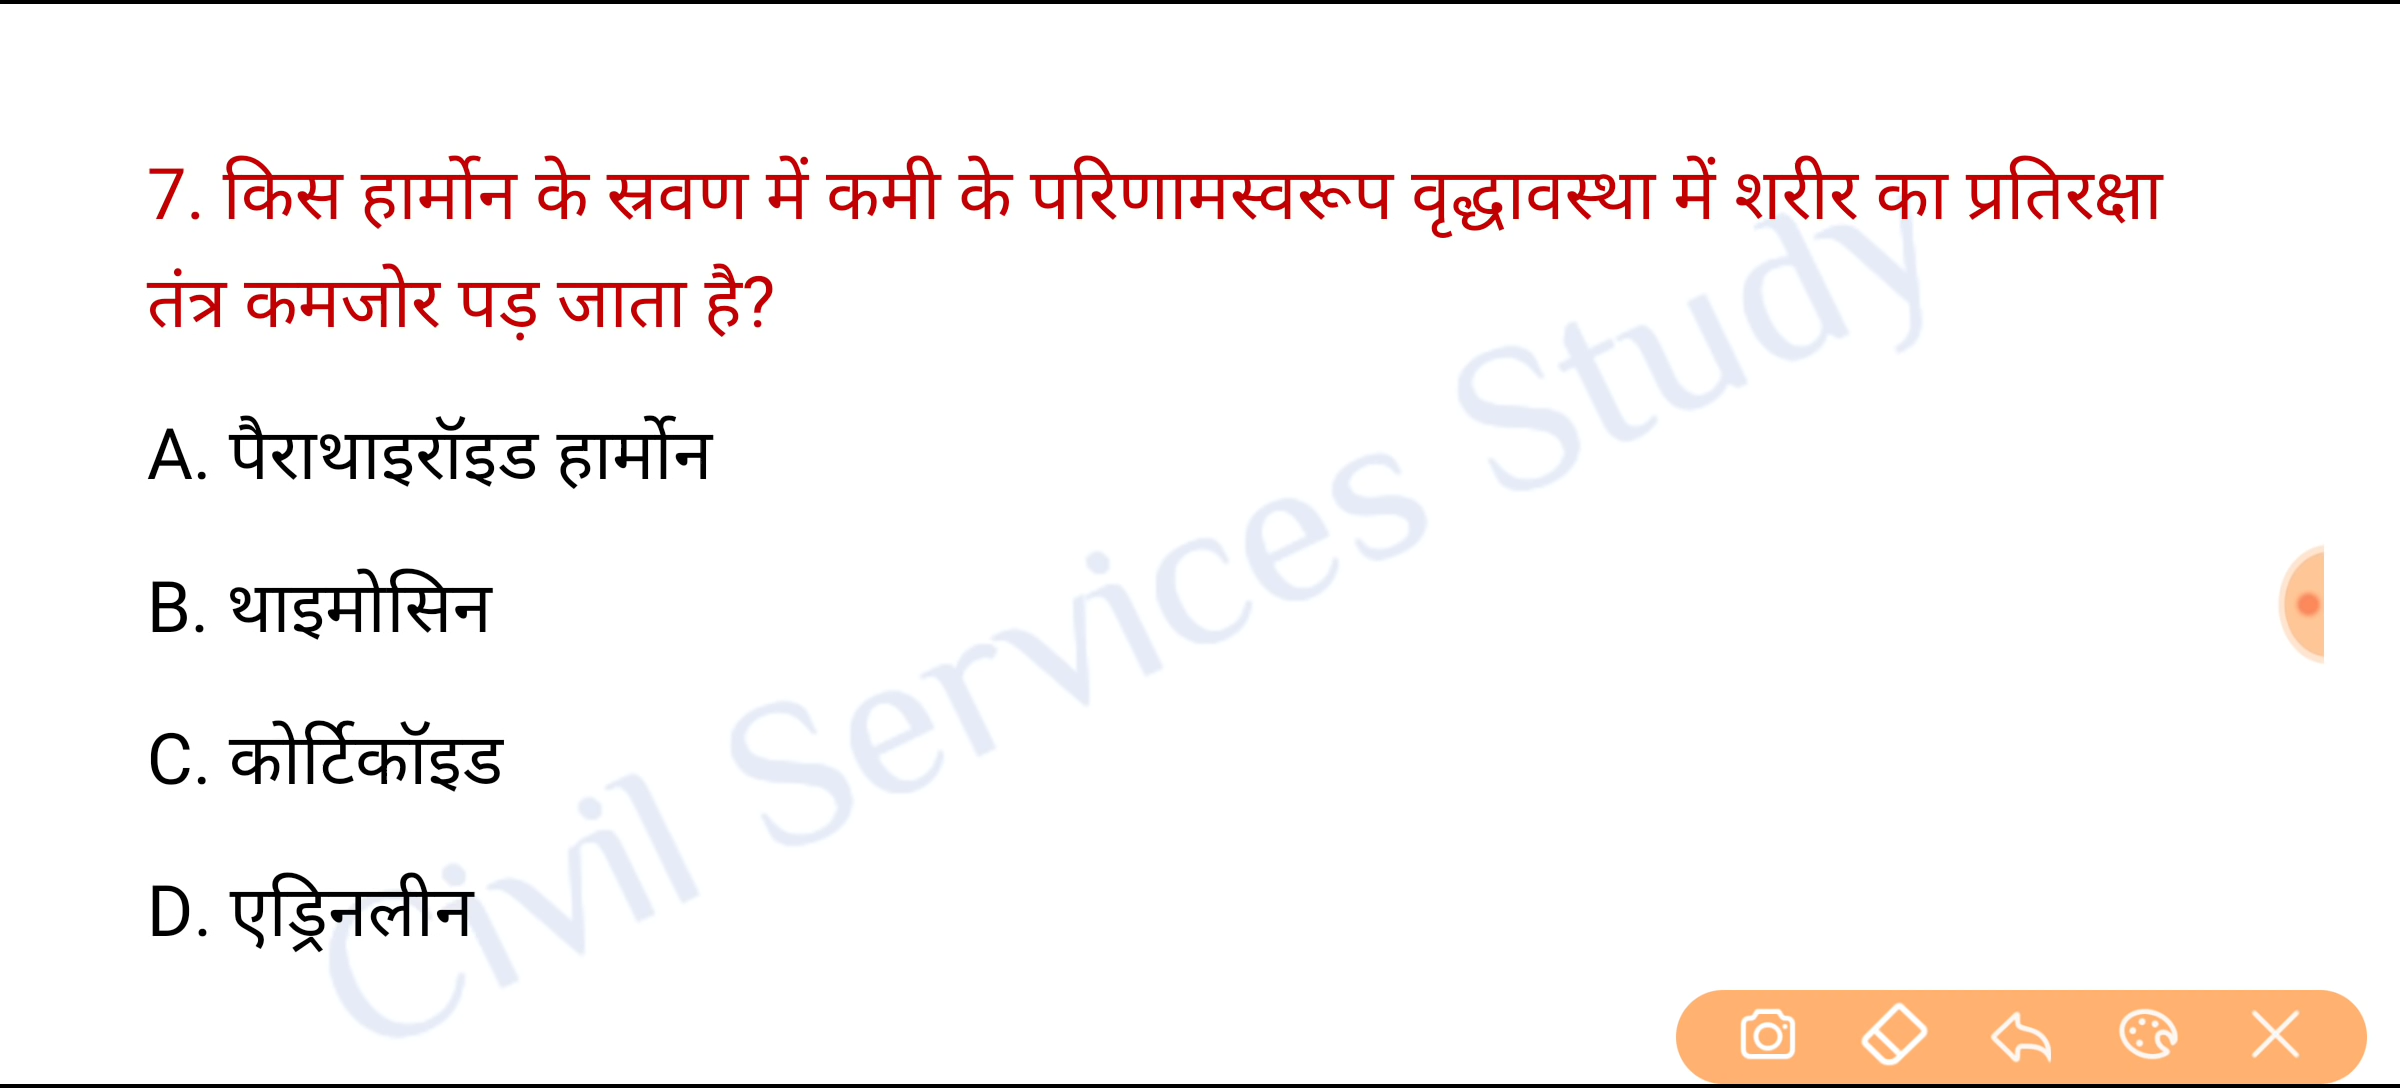 7. किस हार्मोन के स्रवण में कमी के परिणामस्वरूप वृद्धावस्था में शरीर का प्रतिरक्षा
तंत्र कमजोर पड़ जाता है?
A. पैराथाइरॉइड हार्मोन
B. थाइमोसिन
C. कोर्टिकॉइड
D. एड्रिनलीन
Civil Services Study